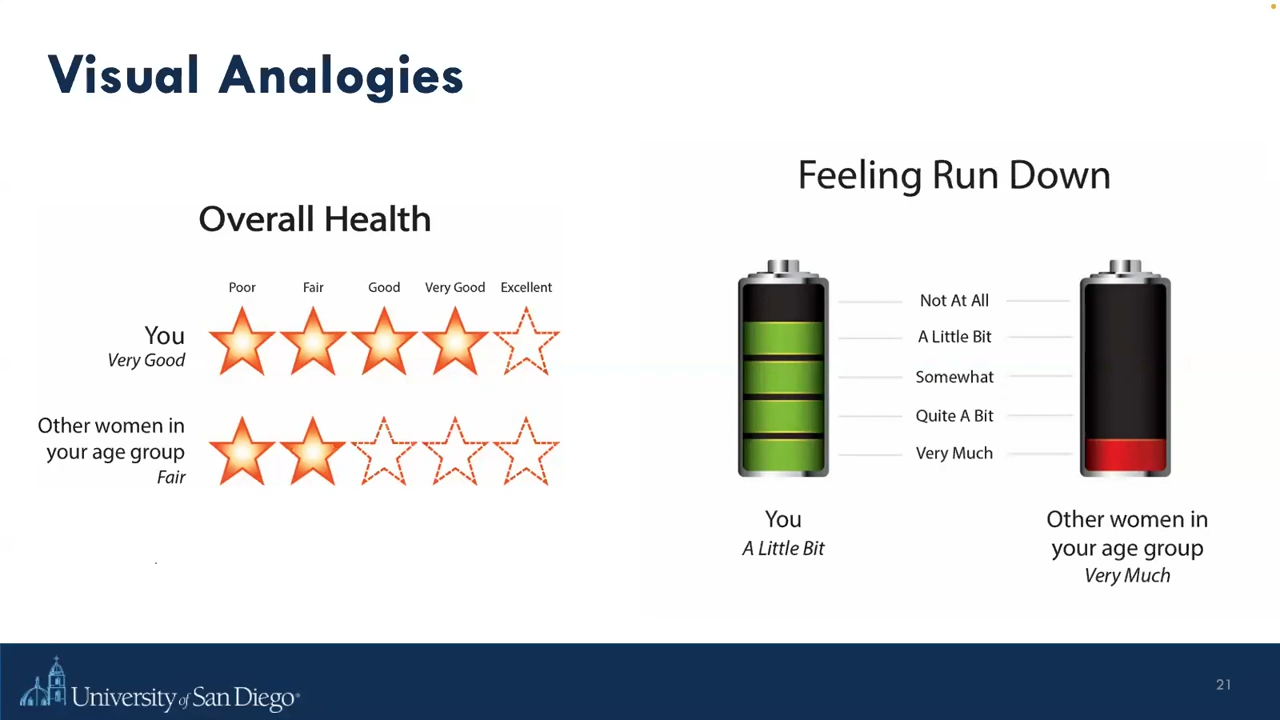 Visual Analogies
Overall Health
Poor Fair Good Very Good Excellent
You
Very Good
Other women in
your age group
Fair
Feeling Run Down
Not At All
A Little Bit
Somewhat
Quite A Bit
Very Much
You
A Little Bit
Other women in
your age group
Very Much
University of San Diego®
21